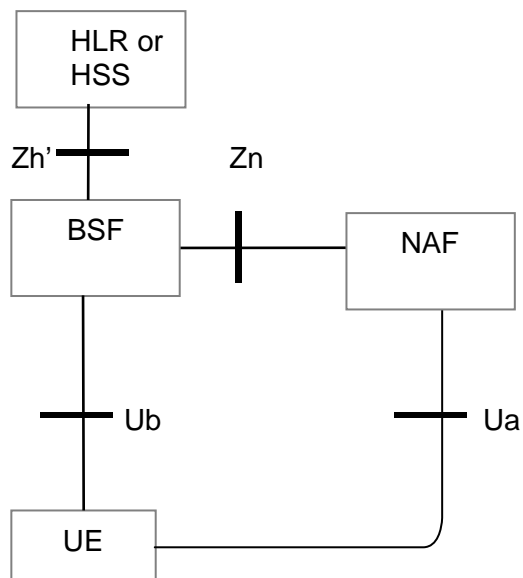 HLR or
HSS
Zh’
Zn
BSF
NAF
Ub
Ua
UE